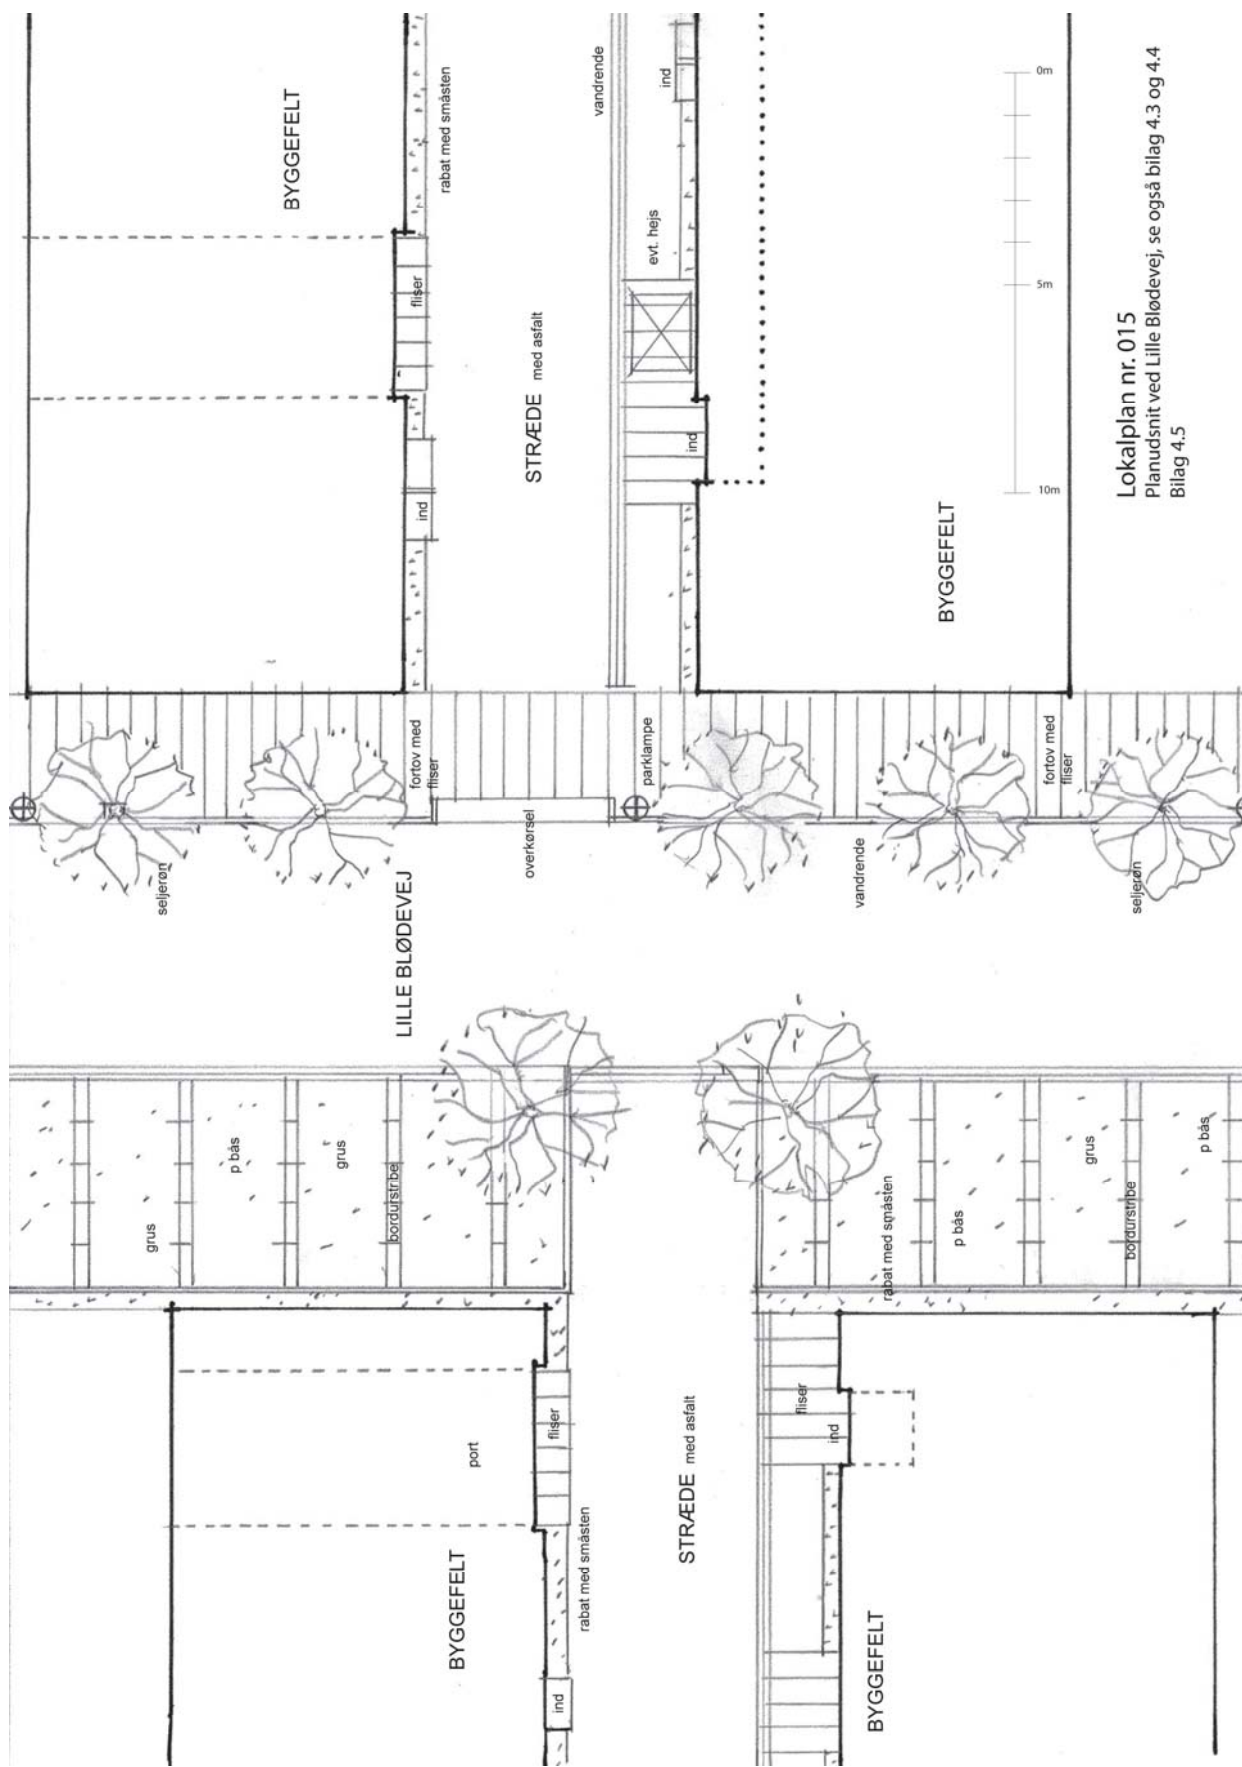 grus
seljerøn
p bås
BYGGEFELT
grus
bordurstribe
LILLE BLØDEVEJ
fortov med
fliser
fliser
ind
rabat med småsten
BYGGEFELT
port
overkørsel
STRÆDE med asfalt
fliser
ind
rabat med småsten
vandrende
parklampe
evt. hejs
ind
STRÆDE med asfalt
ind
fliser
ind
vandrende
BYGGEFELT
rabat med småsten
BYGGEFELT
p bås
10m
5m
0m
fortov med
fliser
grus
bordurstribe
seljerøn
p bås
Lokalplan nr. 015
Planudsnit ved Lille Blødevej, se også bilag 4.3 og 4.4
Bilag 4.5